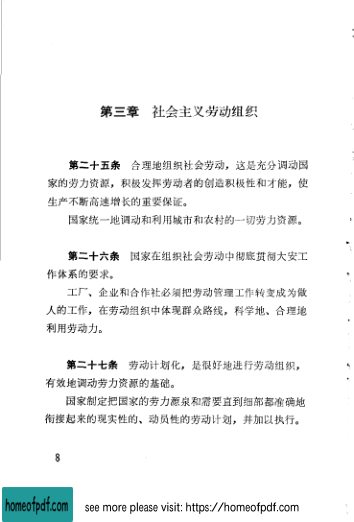 第三章 社会主义劳动组织
第二十五条 合理地组织社会劳动，这是充分调动国
家的劳力资源，积极发挥劳动者的创造积极性和才能，使
生产不断高速增长的重要保证。
国家统一地调动和利用城市和农村的一切劳力资源。
第二十六条 国家在组织社会劳动中彻底贯彻大安工
作体系的要求。
工厂、企业和合作社必须把劳动管理工作转变成为做
人的工作，在劳动组织中体现群众路线，科学地、合理地
利用劳动力。
第二十七条 劳动计划化，是很好地进行劳动组织，
有效地调动劳力资源的基础。
国家制定把国家的劳力源泉和需要直到细部都准确地
衔接起来的现实性的、动员性的劳动计划，并加以执行。
8
homeofpdf.com
see more please visit: https://homeofpdf.com